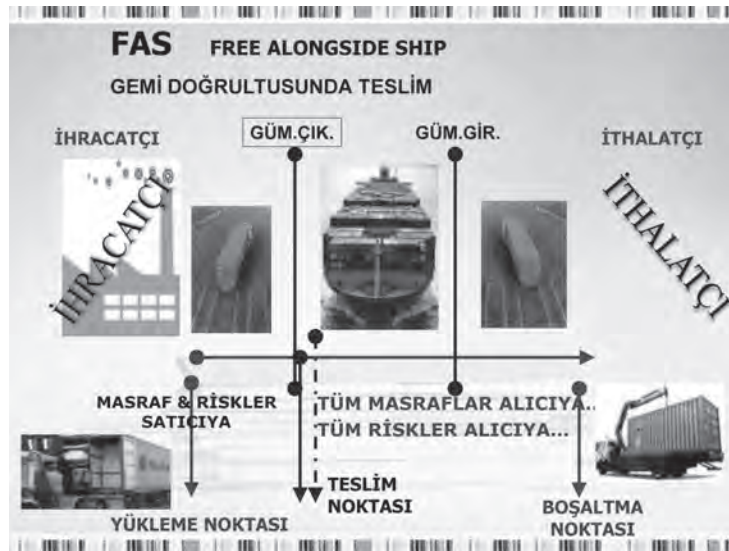 FAS FREE ALONGSIDE SHIP
GEMİ DOĞRULTUSUNDA TESLİM
İHRACATÇI
GÜM.ÇIK.
GÜM.GİR.
İTHALATÇI
İHRACATÇI
İTHALATÇI
MASRAF & RİSKLER
SATICIYA
TÜM MASRAFLAR ALICIYA..
TÜM RİSKLER ALICIYA...
TESLİM
NOKTASI
YÜKLEME NOKTASI
BOŞALTMA
NOKTASI